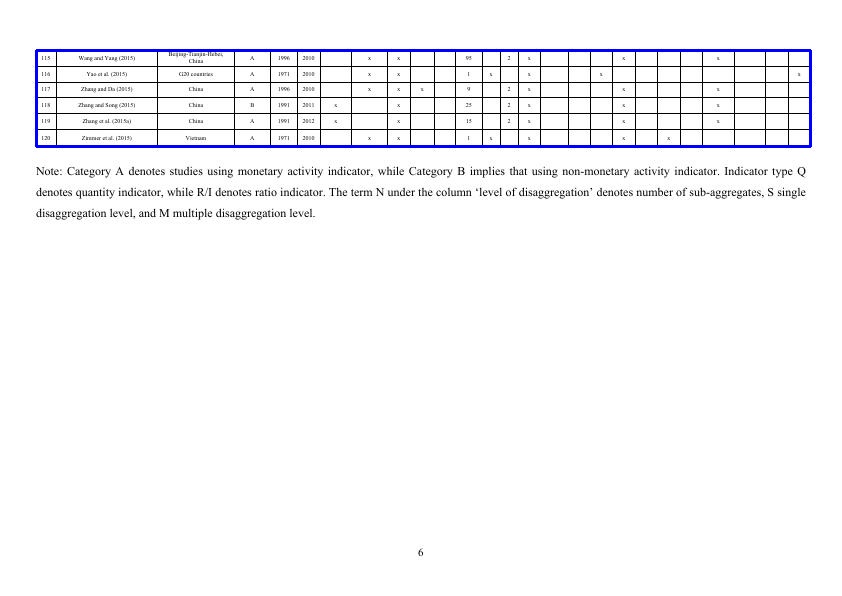 115 Wang and Yang (2015) Beijing-Tianjin-Hebei, China A 1996 2010 x x 95 2 x x x
116 Yao et al. (2015) G20 countries A 1971 2010 x x 1 x x x x
117 Zhang and Da (2015) China A 1996 2010 x x x 9 2 x x x
118 Zhang and Song (2015) China B 1991 2011 x x 25 2 x x x
119 Zhang et al. (2015a) China A 1991 2012 x x 15 2 x x x
120 Zimmer et al. (2015) Vietnam A 1971 2010 x x 1 x x x x
Note: Category A denotes studies using monetary activity indicator, while Category B implies that using non-monetary activity indicator. Indicator type Q
denotes quantity indicator, while R/I denotes ratio indicator. The term N under the column ‘level of disaggregation’ denotes number of sub-aggregates, S single
disaggregation level, and M multiple disaggregation level.
6